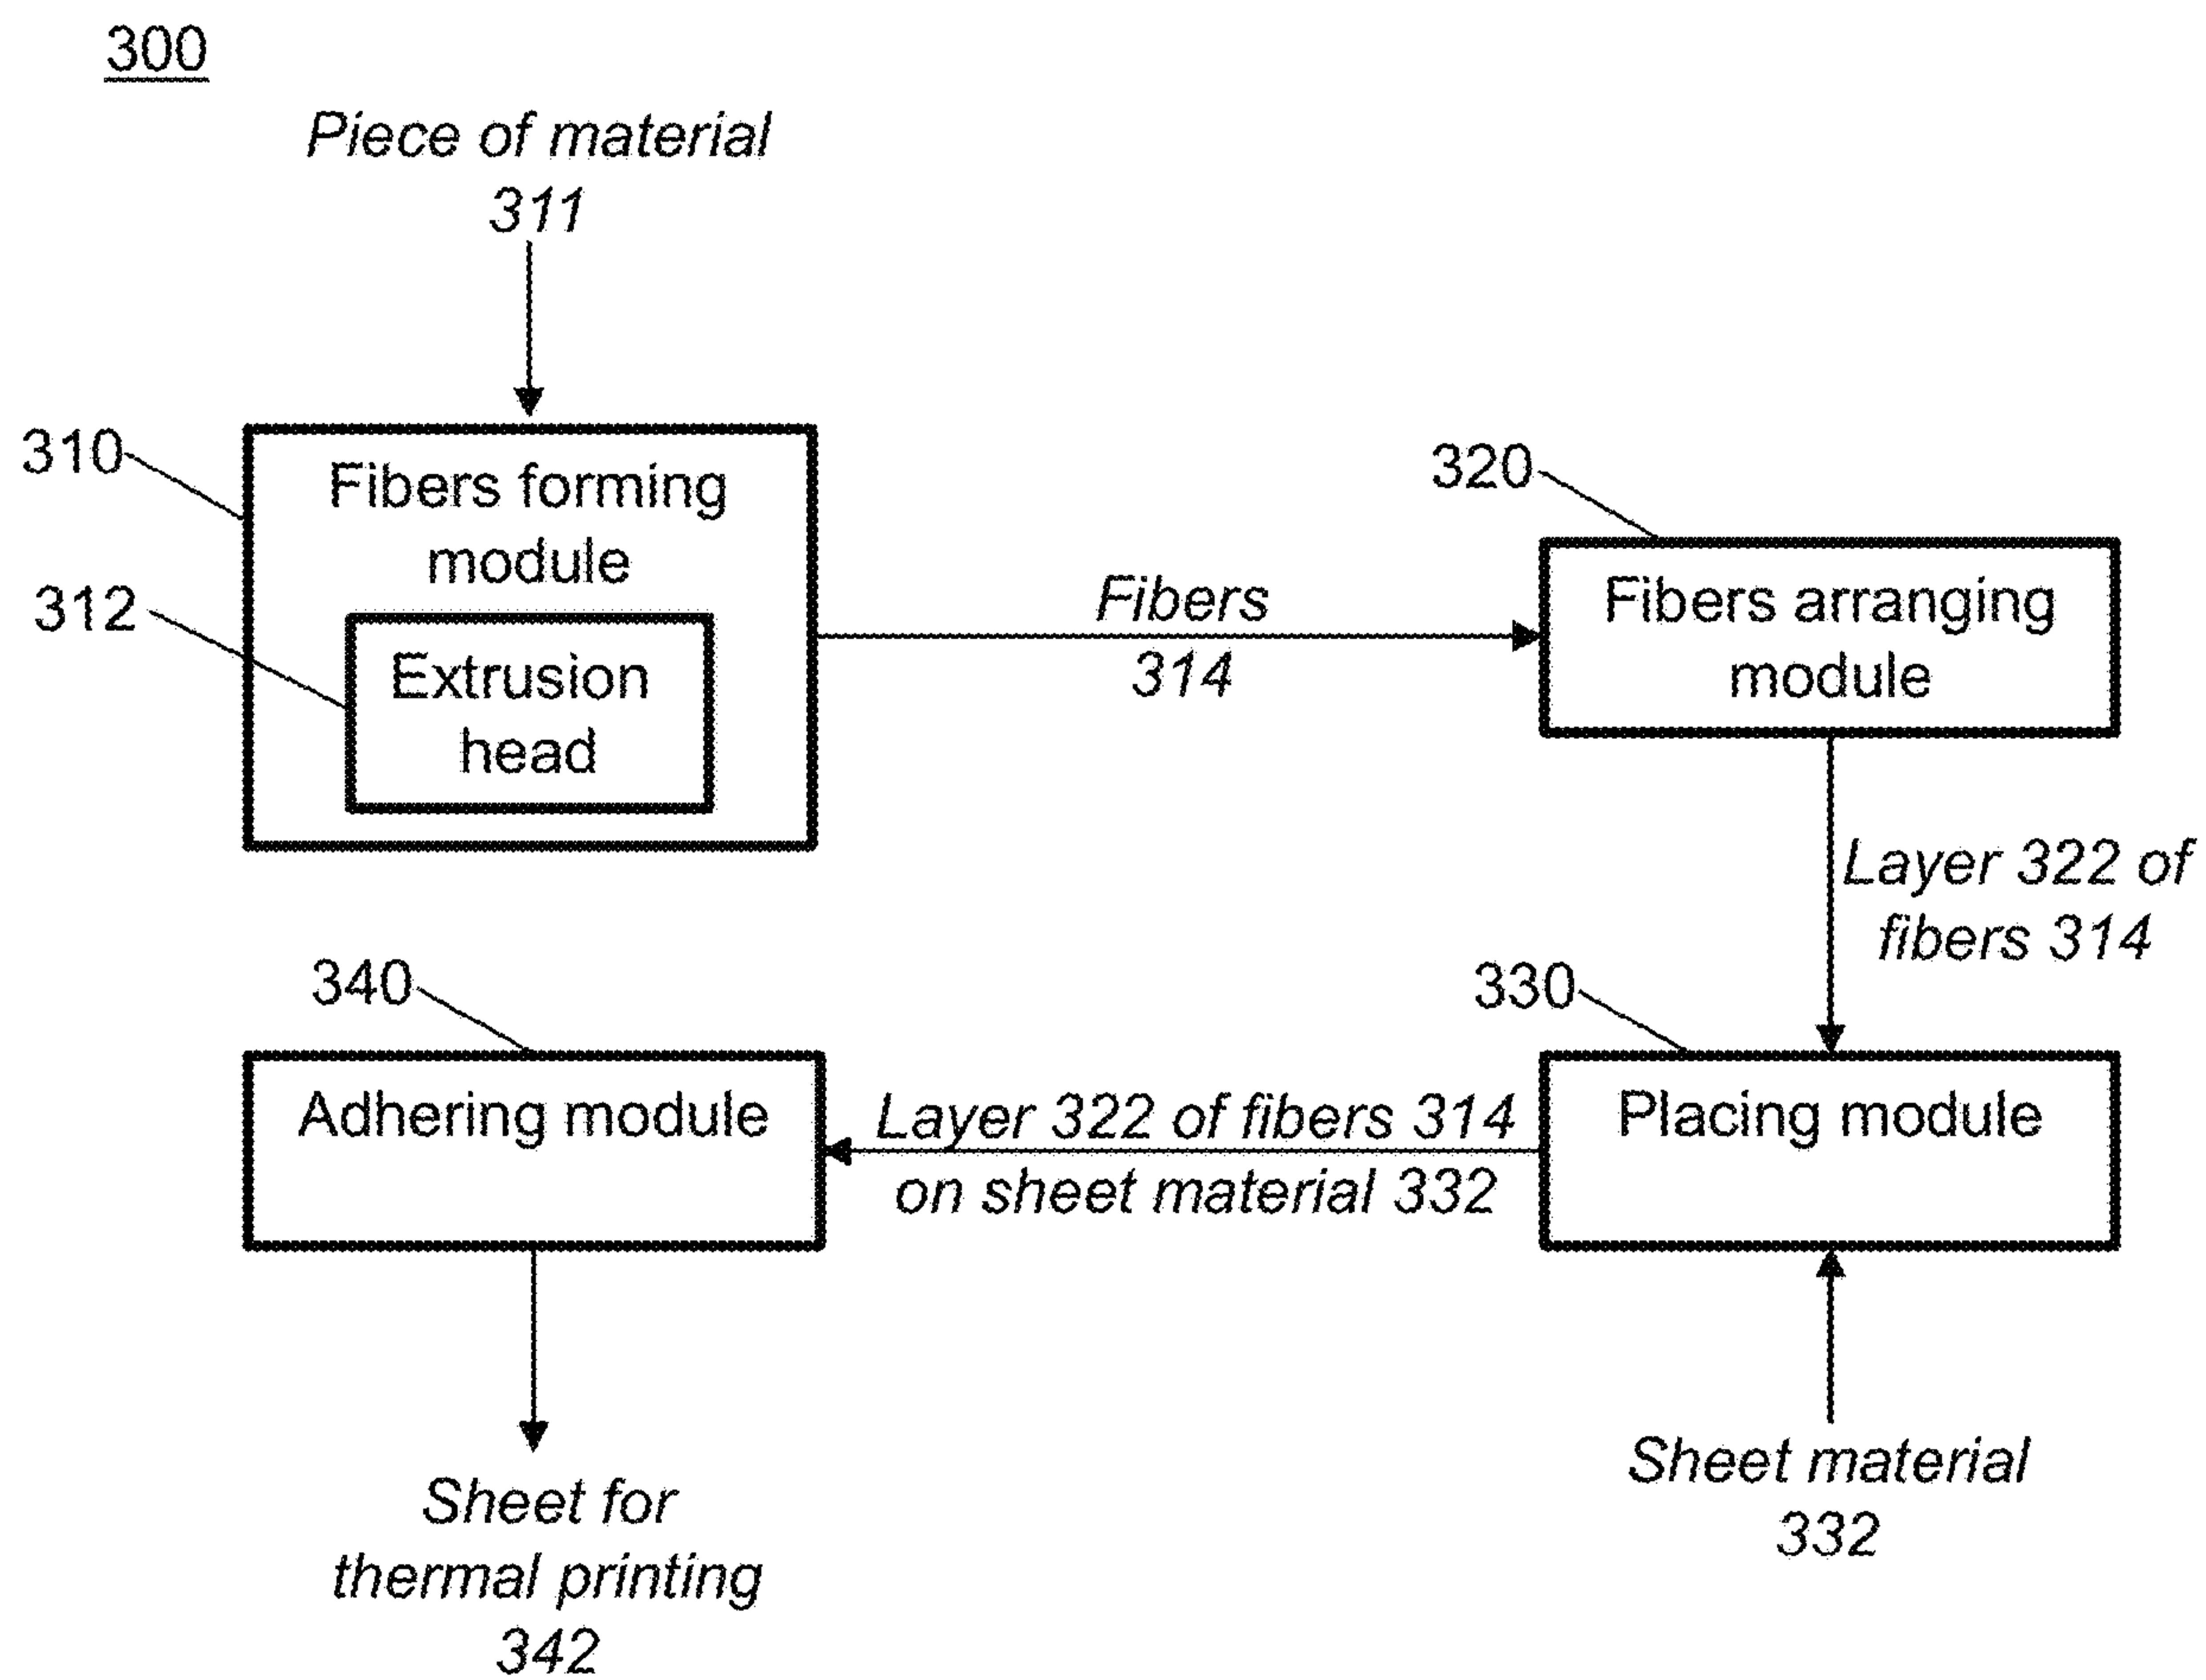 300
Piece of material
311
310
Fibers forming
module
312
Extrusion
head
Fibers
314
320
Fibers arranging
module
Layer 322 of
fibers 314
330
Placing module
Sheet material
332
Layer 322 of fibers 314
on sheet material 332
340
Adhering module
Sheet for
thermal printing
342